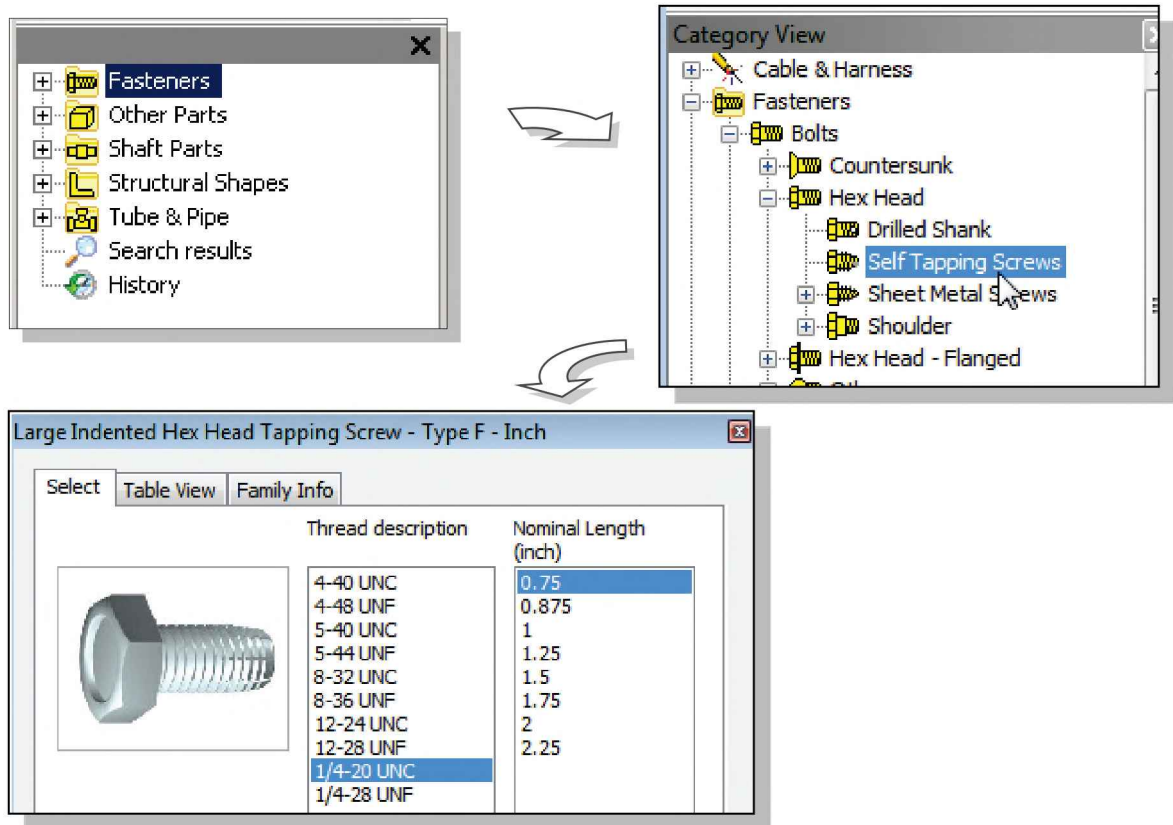 Fasteners
Other Parts
Shaft Parts
Structural Shapes
Tube & Pipe
Search results
History
Category View
Cable & Harness
Fasteners
Bolts
Countersunk
Hex Head
Drilled Shank
Self Tapping Screws
Sheet Metal
Shoulder
Hex Head - Flanged
Large Indented Hex Head Tapping Screw - Type F - Inch
Select Table View Family Info
Thread description Nominal Length
(inch)
4-40 UNC 0.75
4-48 UNF 0.875
5-40 UNC 1
5-44 UNF 1.25
8-32 UNC 1.5
8-36 UNF 1.75
12-24 UNC 2
12-28 UNF 2.25
1/4-20 UNC
1/4-28 UNF